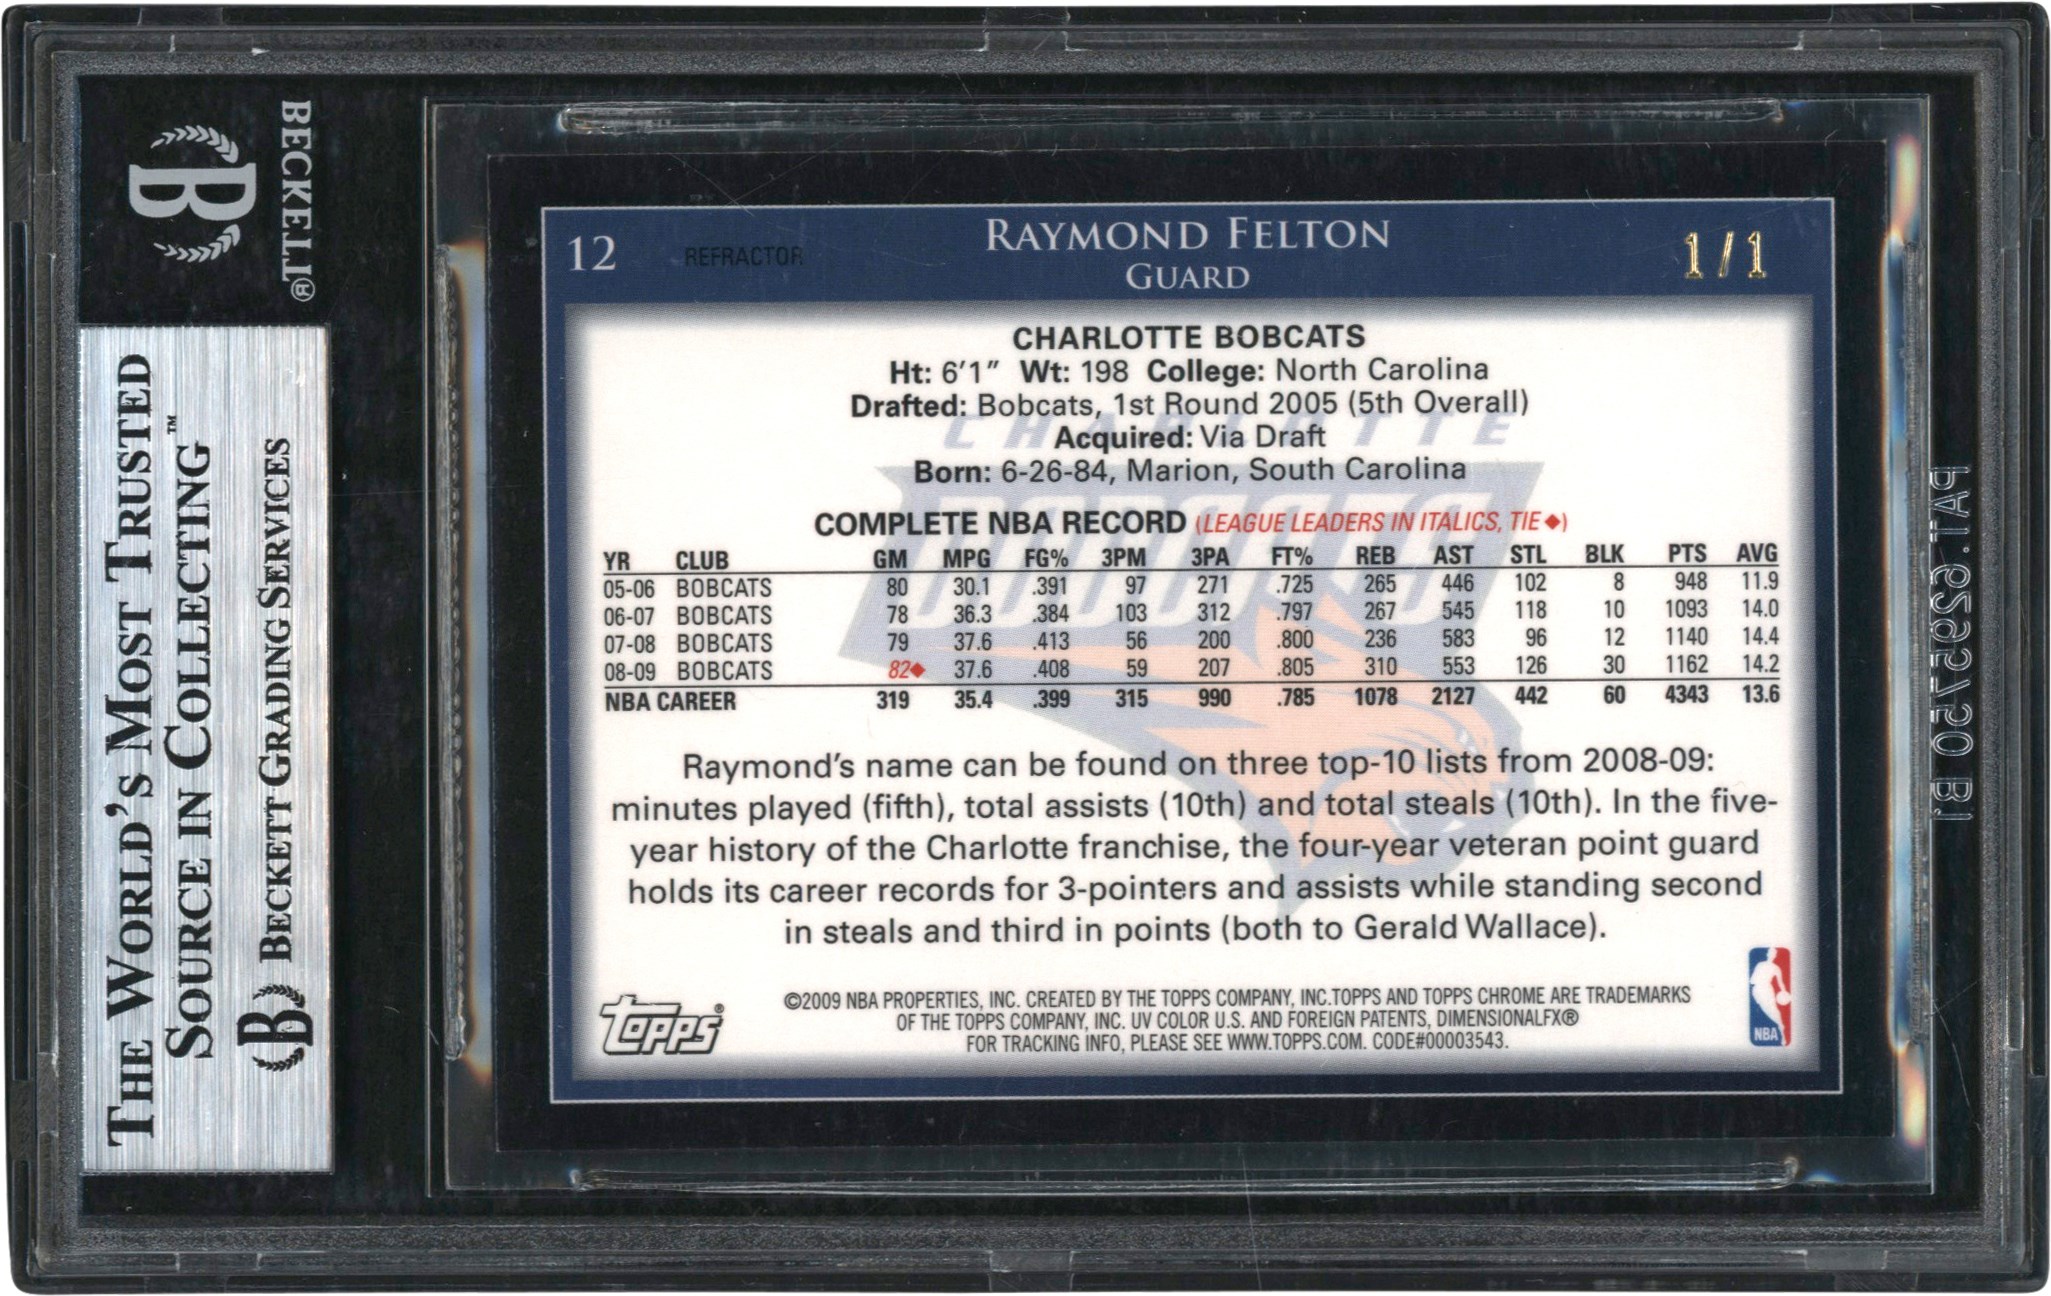 BECKETT®
B
THE WORLD'S MOST TRUSTED
SOURCE IN COLLECTING™
B BECKETT GRADING SERVICES
12 REFRACTOR RAYMOND FELTON 1/1
GUARD
CHARLOTTE BOBCATS
Ht: 6'1" Wt: 198 College: North Carolina
Drafted: Bobcats, 1st Round 2005 (5th Overall)
CHARLOTTE
Acquired: Via Draft
Born: 6-26-84, Marion, South Carolina
BOBCATS
COMPLETE NBA RECORD (LEAGUE LEADERS IN ITALICS, TIE◆)
YR CLUB GM MPG FG% 3PM 3PA FT% REB AST STL BLK PTS AVG
05-06 BOBCATS 80 30.1 .391 97 271 .725 265 446 102 8 948 11.9
06-07 BOBCATS 78 36.3 .384 103 312 .797 267 545 118 10 1093 14.0
07-08 BOBCATS 79 37.6 .413 56 200 .800 236 583 96 12 1140 14.4
08-09 BOBCATS 82◆ 37.6 .408 59 207 .805 310 553 126 30 1162 14.2
NBA CAREER 319 35.4 .399 315 990 .785 1078 2127 442 60 4343 13.6
Raymond's name can be found on three top-10 lists from 2008-09:
minutes played (fifth), total assists (10th) and total steals (10th). In the five-
year history of the Charlotte franchise, the four-year veteran point guard
holds its career records for 3-pointers and assists while standing second
in steals and third in points (both to Gerald Wallace).
Topps®
©2009 NBA PROPERTIES, INC. CREATED BY THE TOPPS COMPANY, INC.TOPPS AND TOPPS CHROME ARE TRADEMARKS
OF THE TOPPS COMPANY, INC. UV COLOR U.S. AND FOREIGN PATENTS, DIMENSIONALFX®
FOR TRACKING INFO, PLEASE SEE WWW.TOPPS.COM. CODE#00003543.
NBA
PAT. 6295750 B1